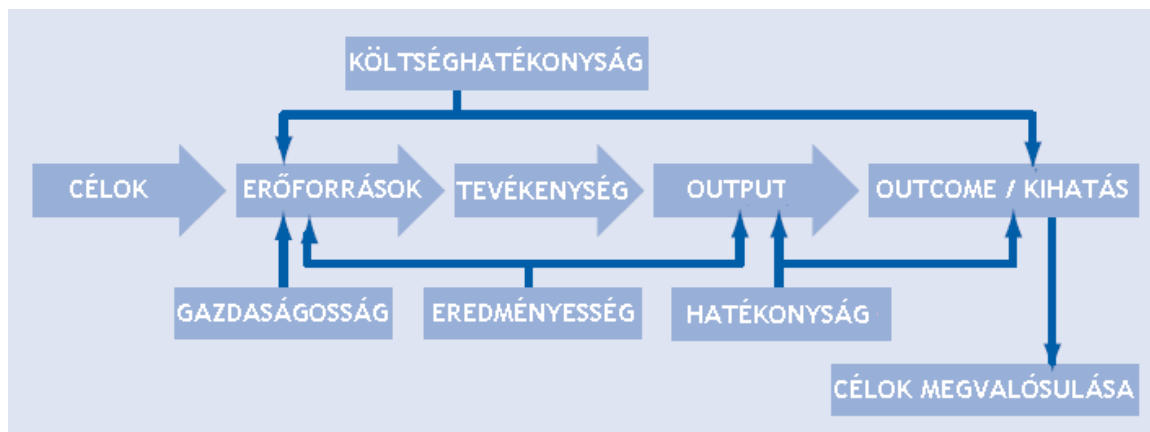 KÖLTSÉGHATÉKONYSÁG
CÉLOK
ERŐFORRÁSOK
TEVÉKENYSÉG
OUTPUT
OUTCOME / KIHATÁS
GAZDASÁGOSSÁG
EREDMÉNYESSÉG
HATÉKONYSÁG
CÉLOK MEGVALÓSULÁSA